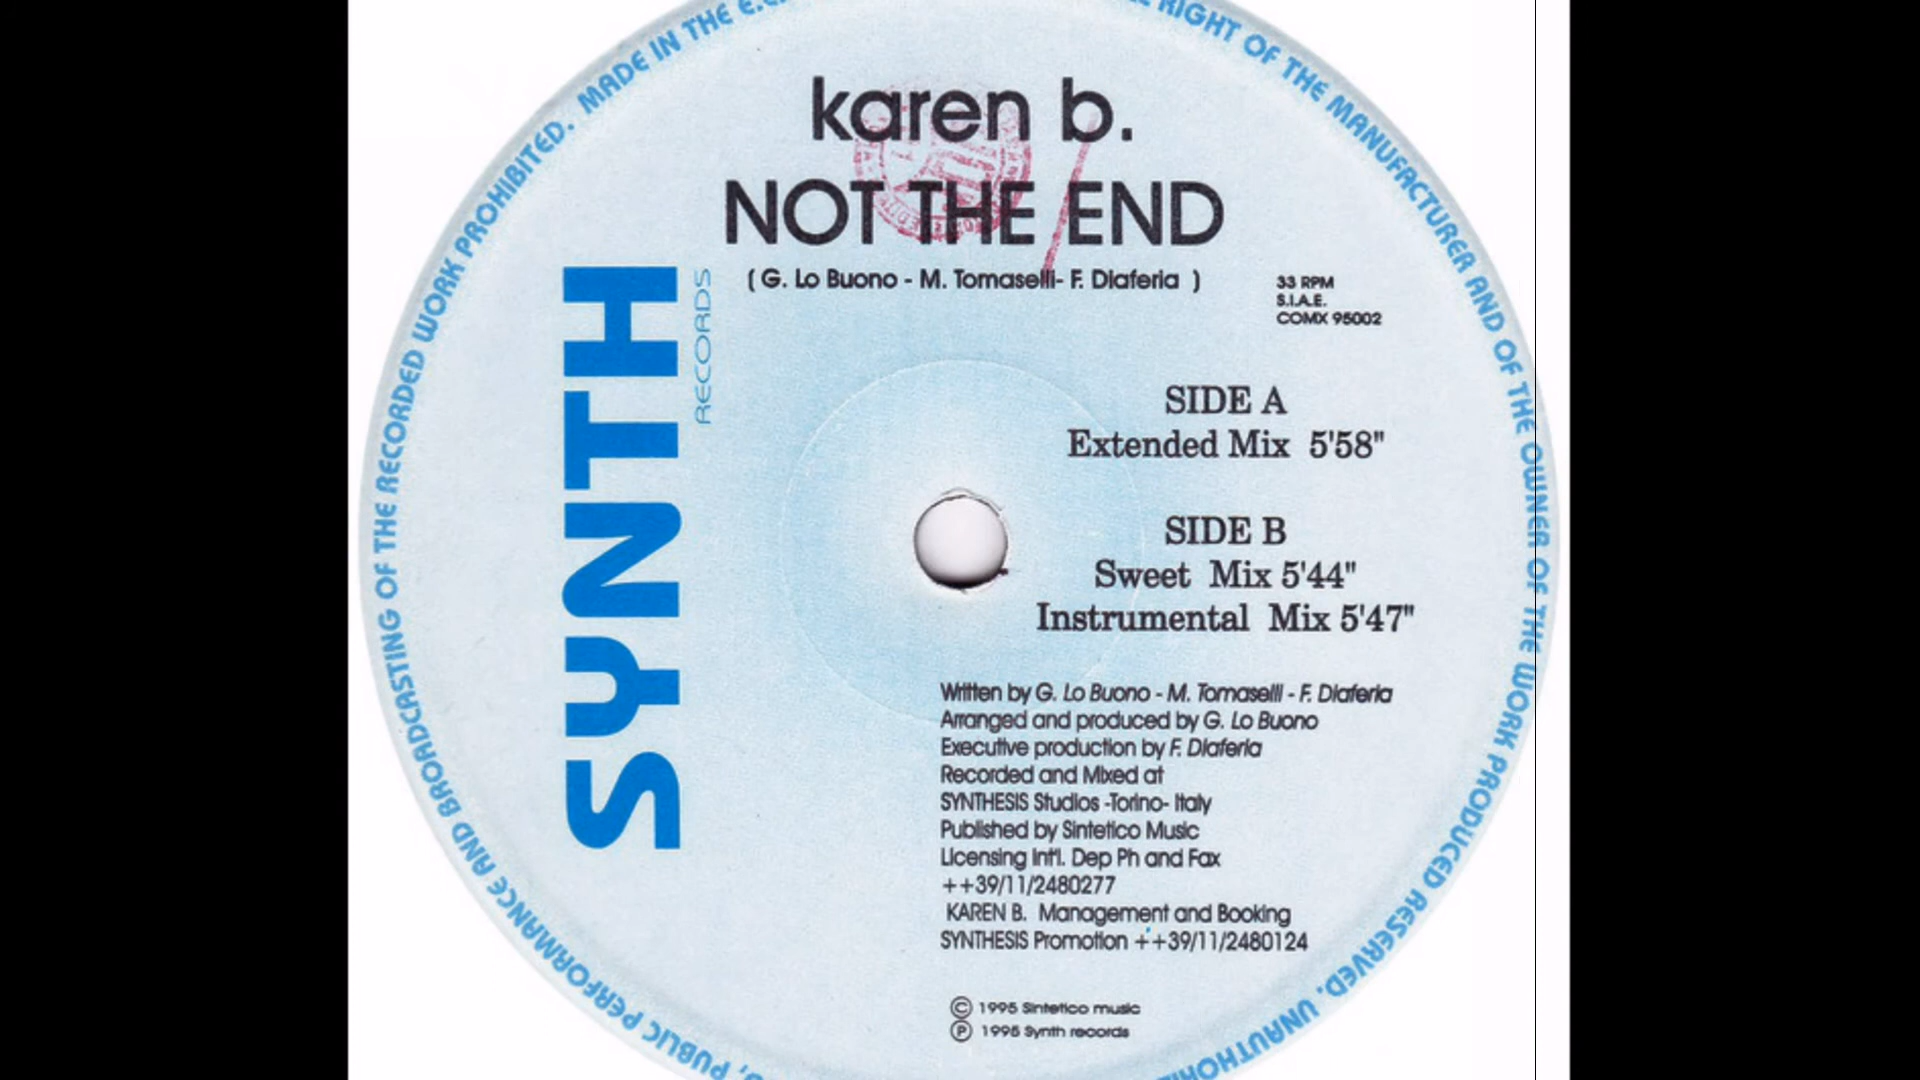 karen b.
NOT THE END
( G. Lo Buono - M. Tomaselli- F. Diaferia )
33 RPM
S.I.A.E.
COMX 95002
SYNTH
RECORDS
SIDE A
Extended Mix 5'58"
SIDE B
Sweet Mix 5'44"
Instrumental Mix 5'47"
Written by G. Lo Buono - M. Tomaselli - F. Diaferia
Arranged and produced by G. Lo Buono
Executive production by F. Diaferia
Recorded and Mixed at
SYNTHESIS Studios -Torino- Italy
Published by Sintetico Music
Licensing Int'l. Dep Ph and Fax
++39/11/2480277
KAREN B. Management and Booking
SYNTHESIS Promotion ++39/11/2480124
© 1995 Sintetico music
℗ 1995 Synth records
RIGHT OF THE MANUFACTURER AND OF THE OWNER OF THE WORK PRODUCED RESERVED.
PUBLIC PERFORMANCE AND BROADCASTING OF THE RECORDED WORK PROHIBITED. MADE IN THE